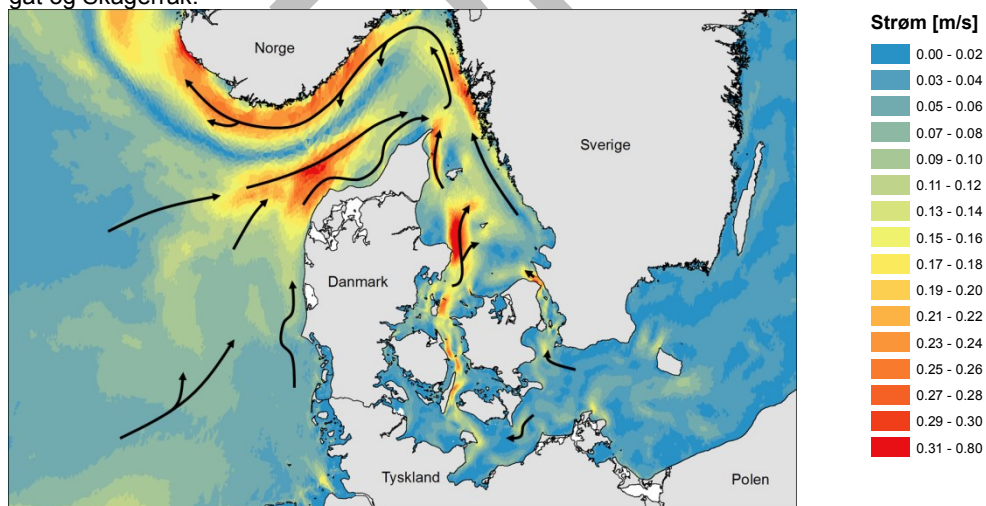 gat og Skagerrak.
Norge
Sverige
Danmark
Tyskland
Polen
Strøm [m/s]
0.00 - 0.02
0.03 - 0.04
0.05 - 0.06
0.07 - 0.08
0.09 - 0.10
0.11 - 0.12
0.13 - 0.14
0.15 - 0.16
0.17 - 0.18
0.19 - 0.20
0.21 - 0.22
0.23 - 0.24
0.25 - 0.26
0.27 - 0.28
0.29 - 0.30
0.31 - 0.80